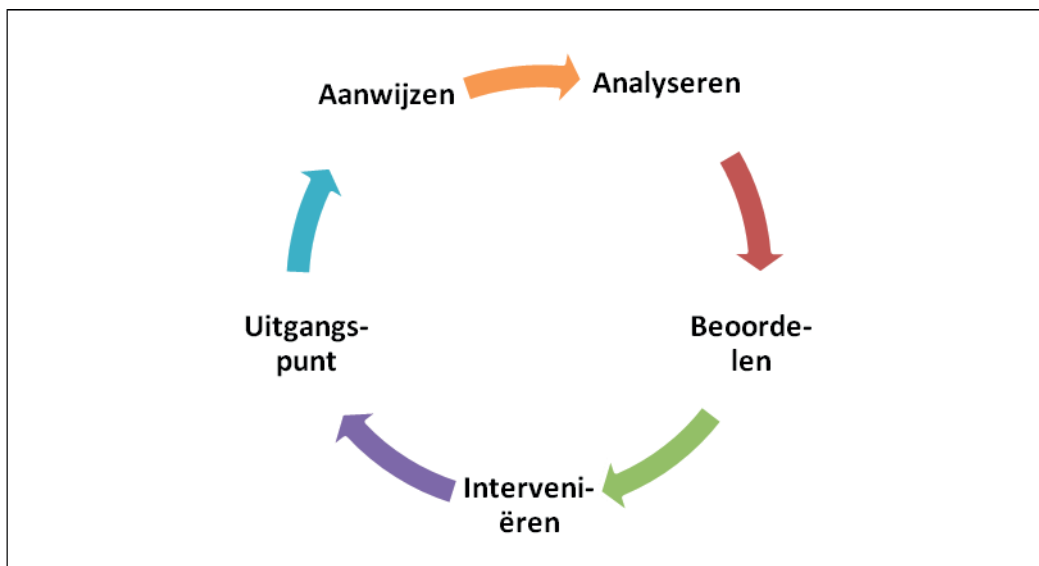 Aanwijzen
Analyseren
Beoorde-
len
Interveni-
ëren
Uitgangs-
punt